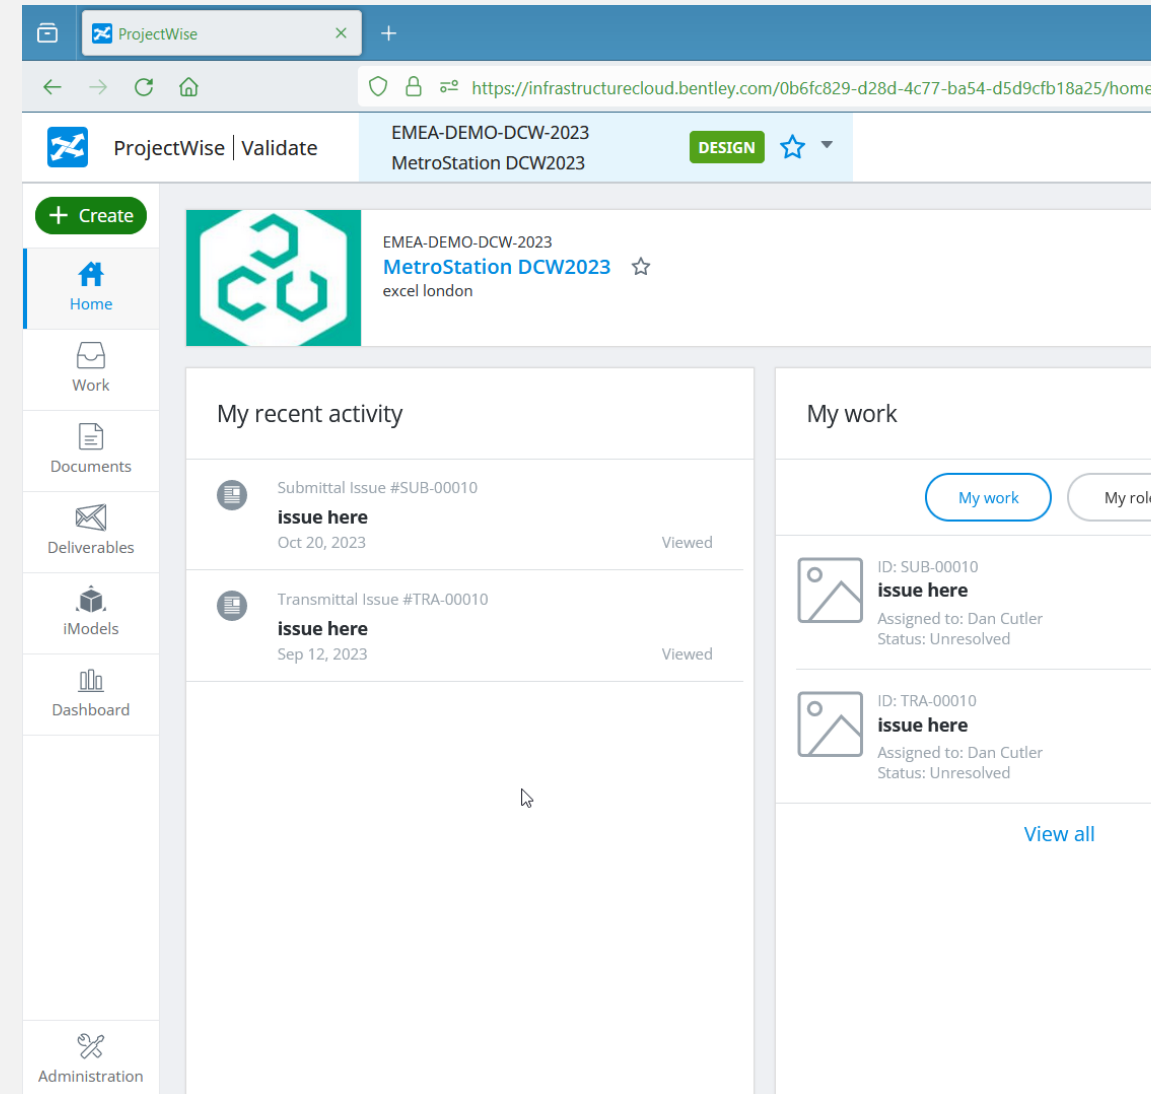 ProjectWise
https://infrastructurecloud.bentley.com/0b6fc829-d28d-4c77-ba54-d5d9cfb18a25/home
ProjectWise | Validate
EMEA-DEMO-DCW-2023
MetroStation DCW2023
DESIGN
+ Create
Home
Work
Documents
Deliverables
iModels
Dashboard
Administration
EMEA-DEMO-DCW-2023
MetroStation DCW2023
excel london
My recent activity
Submittal Issue #SUB-00010
issue here
Oct 20, 2023
Viewed
Transmittal Issue #TRA-00010
issue here
Sep 12, 2023
Viewed
My work
My work
My role
ID: SUB-00010
issue here
Assigned to: Dan Cutler
Status: Unresolved
ID: TRA-00010
issue here
Assigned to: Dan Cutler
Status: Unresolved
View all